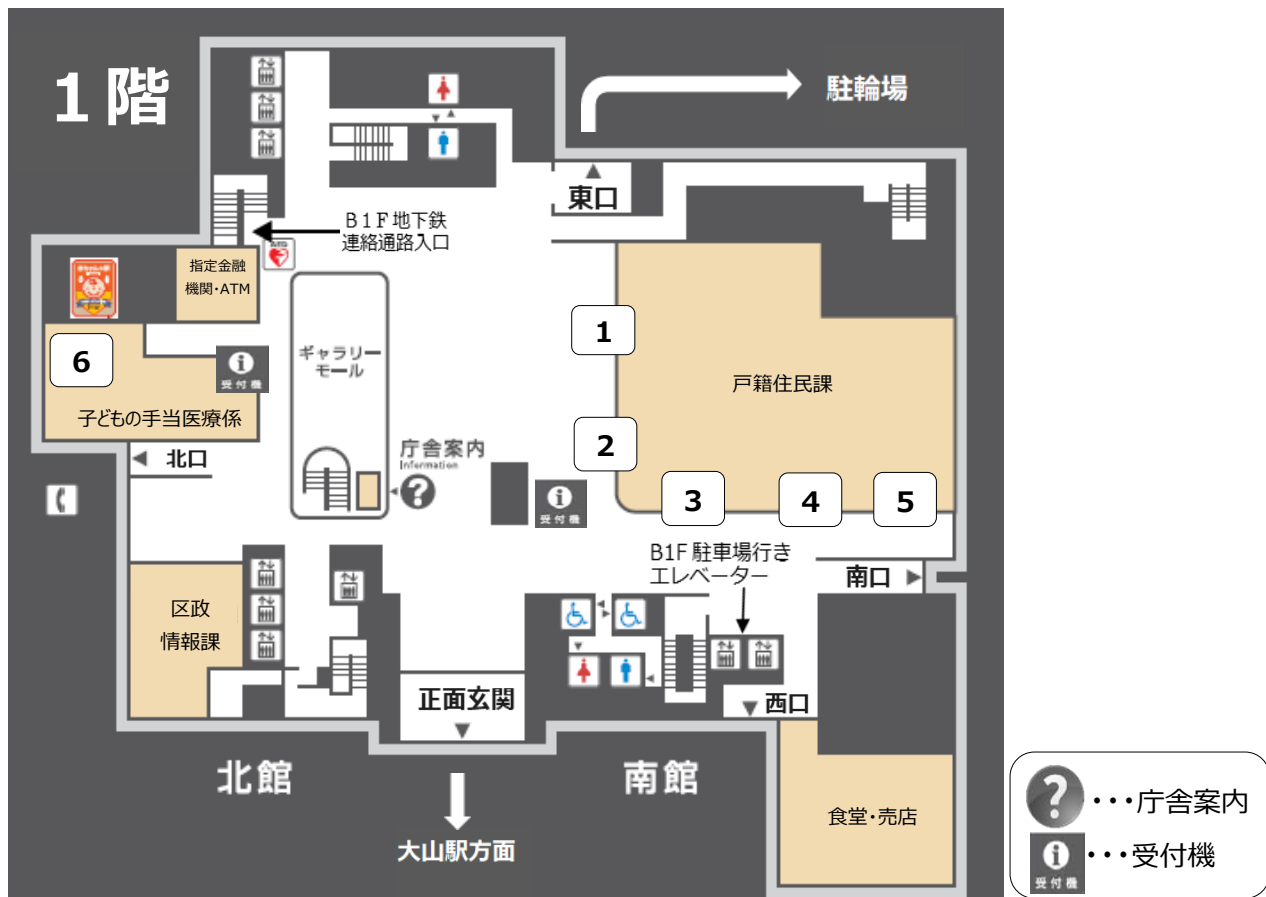 1階
駐輪場
東口
B1F地下鉄
連絡通路入口
AED
指定金融
機関・ATM
1
6
受付機
ギャラリー
モール
戸籍住民課
子どもの手当医療係
2
庁舎案内
Information
北口
3
4
5
受付機
B1F駐車場行き
エレベーター
南口
区政
情報課
正面玄関
西口
北館
南館
食堂・売店
大山駅方面
?・・・庁舎案内
・・・受付機
受付機